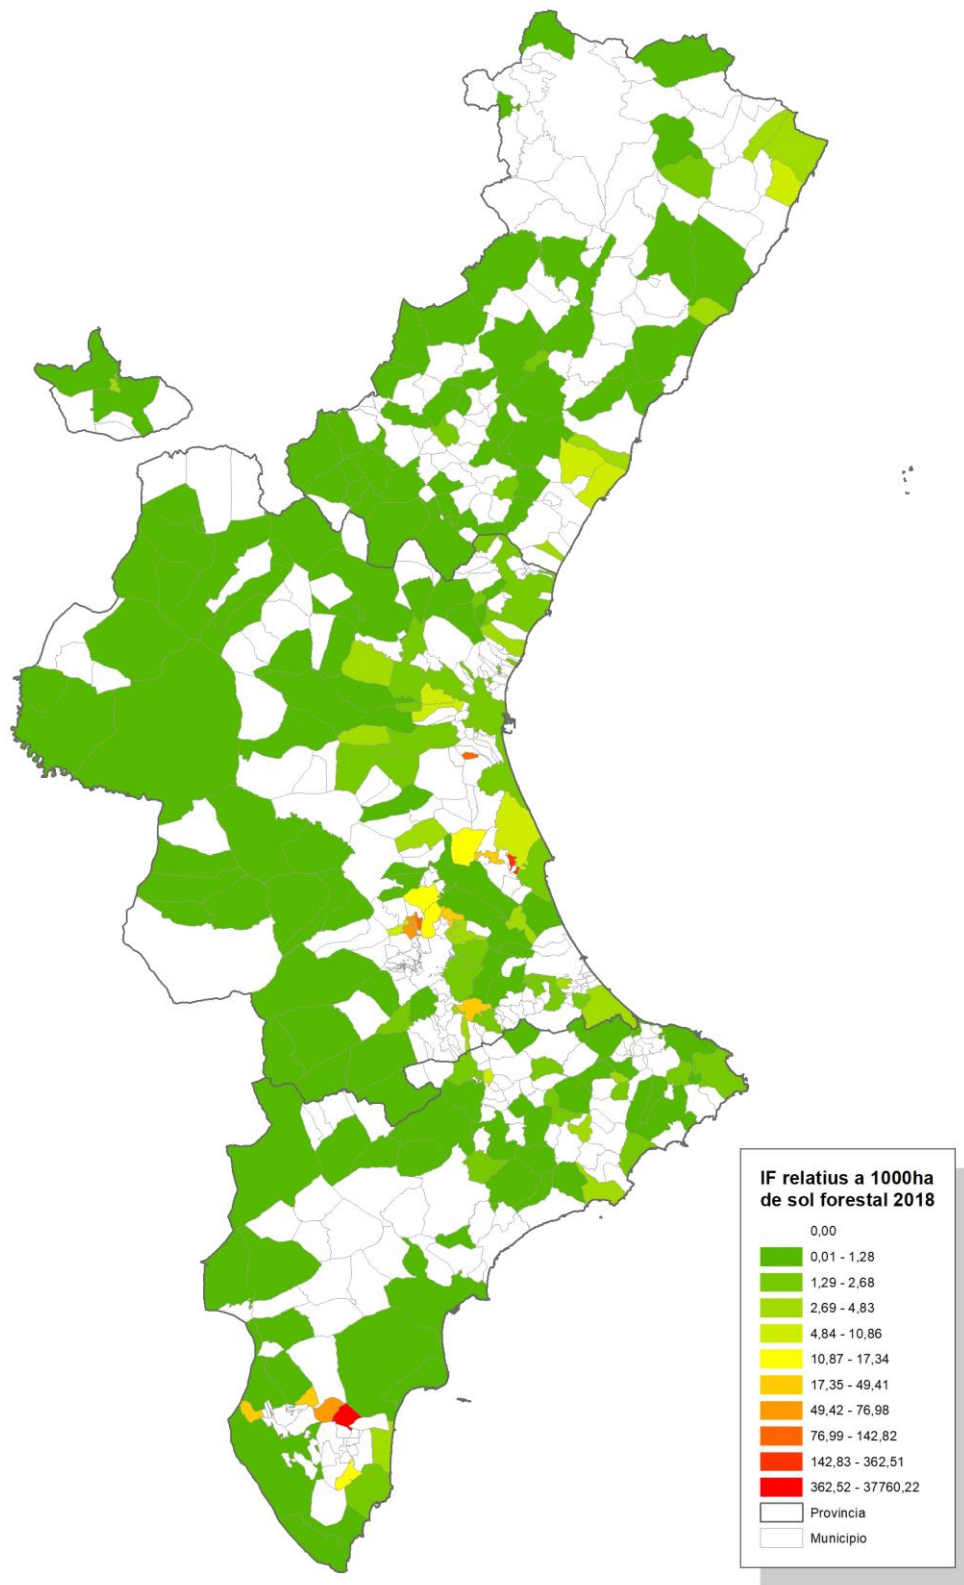 IF relatius a 1000ha
de sol forestal 2018
0,00
0,01 - 1,28
1,29 - 2,68
2,69 - 4,83
4,84 - 10,86
10,87 - 17,34
17,35 - 49,41
49,42 - 76,98
76,99 - 142,82
142,83 - 362,51
362,52 - 37760,22
Provincia
Municipio